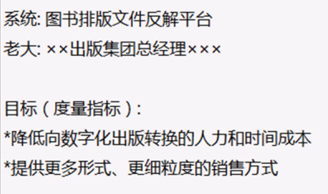 系统: 图书排版文件反解平台
老大: ××出版集团总经理×××
目标（度量指标）:
*降低向数字化出版转换的人力和时间成本
*提供更多形式、更细粒度的销售方式